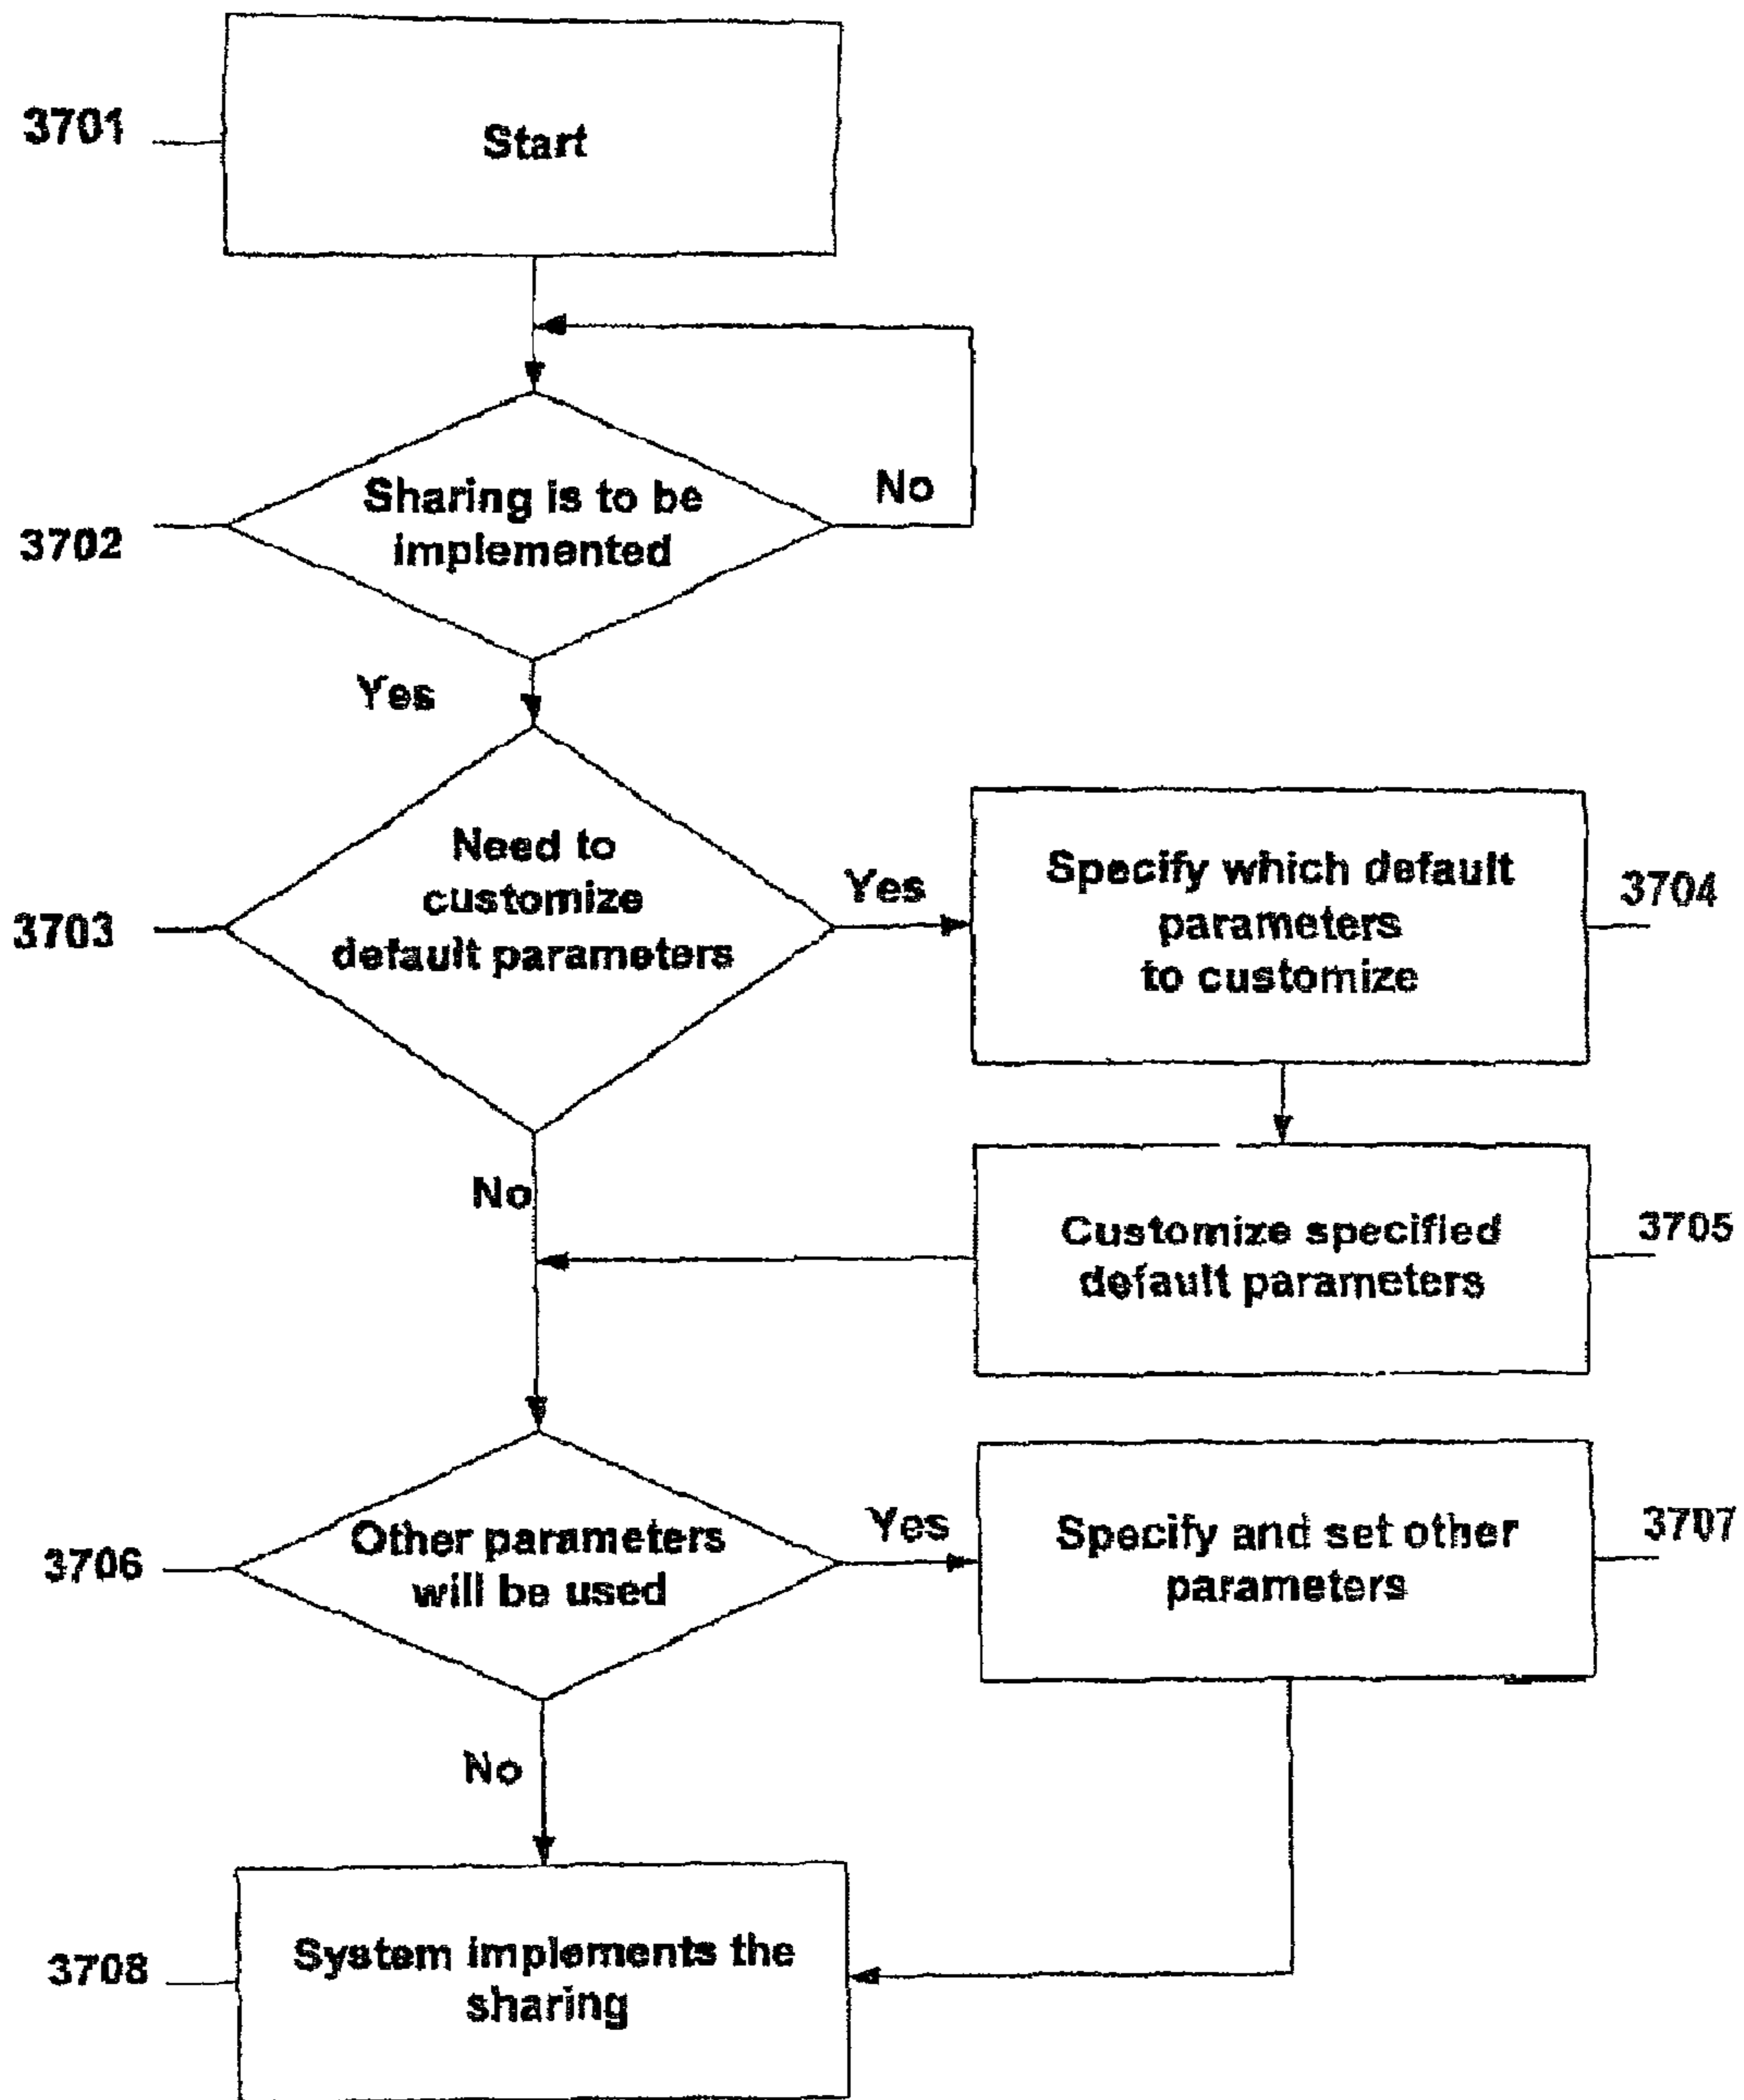 3701
Start
Sharing is to be
implemented
No
3702
Yes
Need to
customize
default parameters
3703
Yes
Specify which default
parameters
to customize
3704
No
Customize specified
default parameters
3705
Other parameters
will be used
3706
Yes
Specify and set other
parameters
3707
No
System implements the
sharing
3708